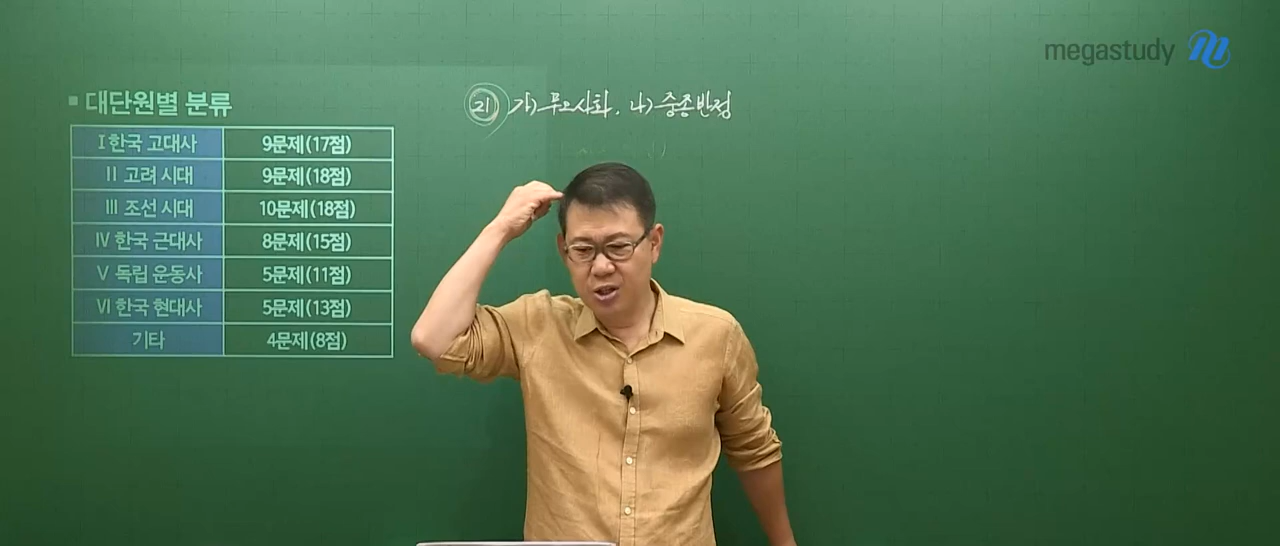 megastudy
■ 대단원별 분류
Ⅰ 한국 고대사 9문제(17점)
Ⅱ 고려 시대 9문제(18점)
Ⅲ 조선 시대 10문제(18점)
Ⅳ 한국 근대사 8문제(15점)
Ⅴ 독립 운동사 5문제(11점)
Ⅵ 한국 현대사 5문제(13점)
기타 4문제(8점)
21 가) 무오사화. 나) 중종반정